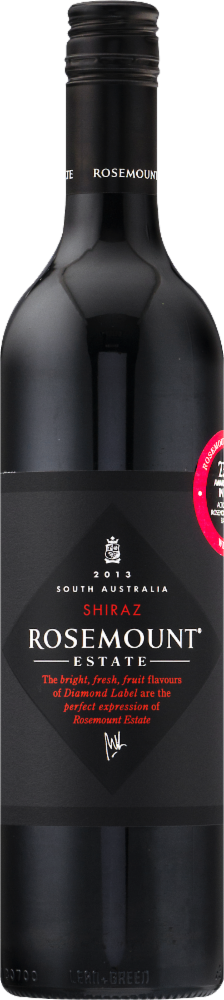 ROSEMOUNT
2013
SOUTH AUSTRALIA
SHIRAZ
ROSEMOUNT®
ESTATE
The bright, fresh, fruit flavours
of Diamond Label are the
perfect expression of
Rosemount Estate